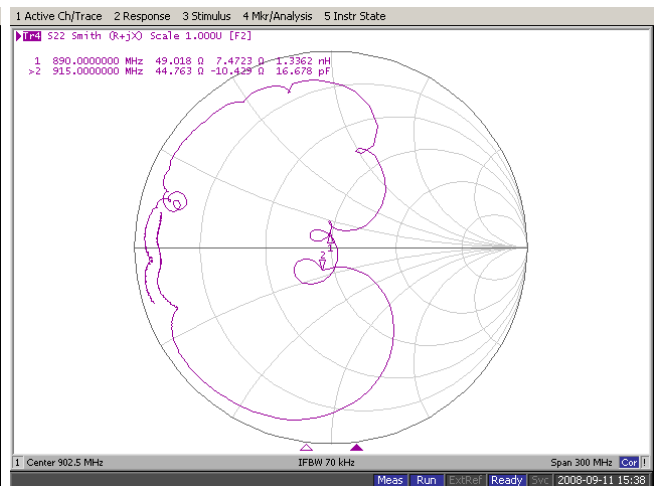 1 Active Ch/Trace 2 Response 3 Stimulus 4 Mkr/Analysis 5 Instr State
Tr4 S22 Smith (R+jX) Scale 1.000U [F2]
1 890.0000000 MHz 49.018 Ω 7.4723 Ω 1.3362 nH
>2 915.0000000 MHz 44.763 Ω -10.429 Ω 16.678 pF
1
2
1 Center 902.5 MHz IFBW 70 kHz Span 300 MHz Cor !
Meas Run ExtRef Ready Svc 2008-09-11 15:38